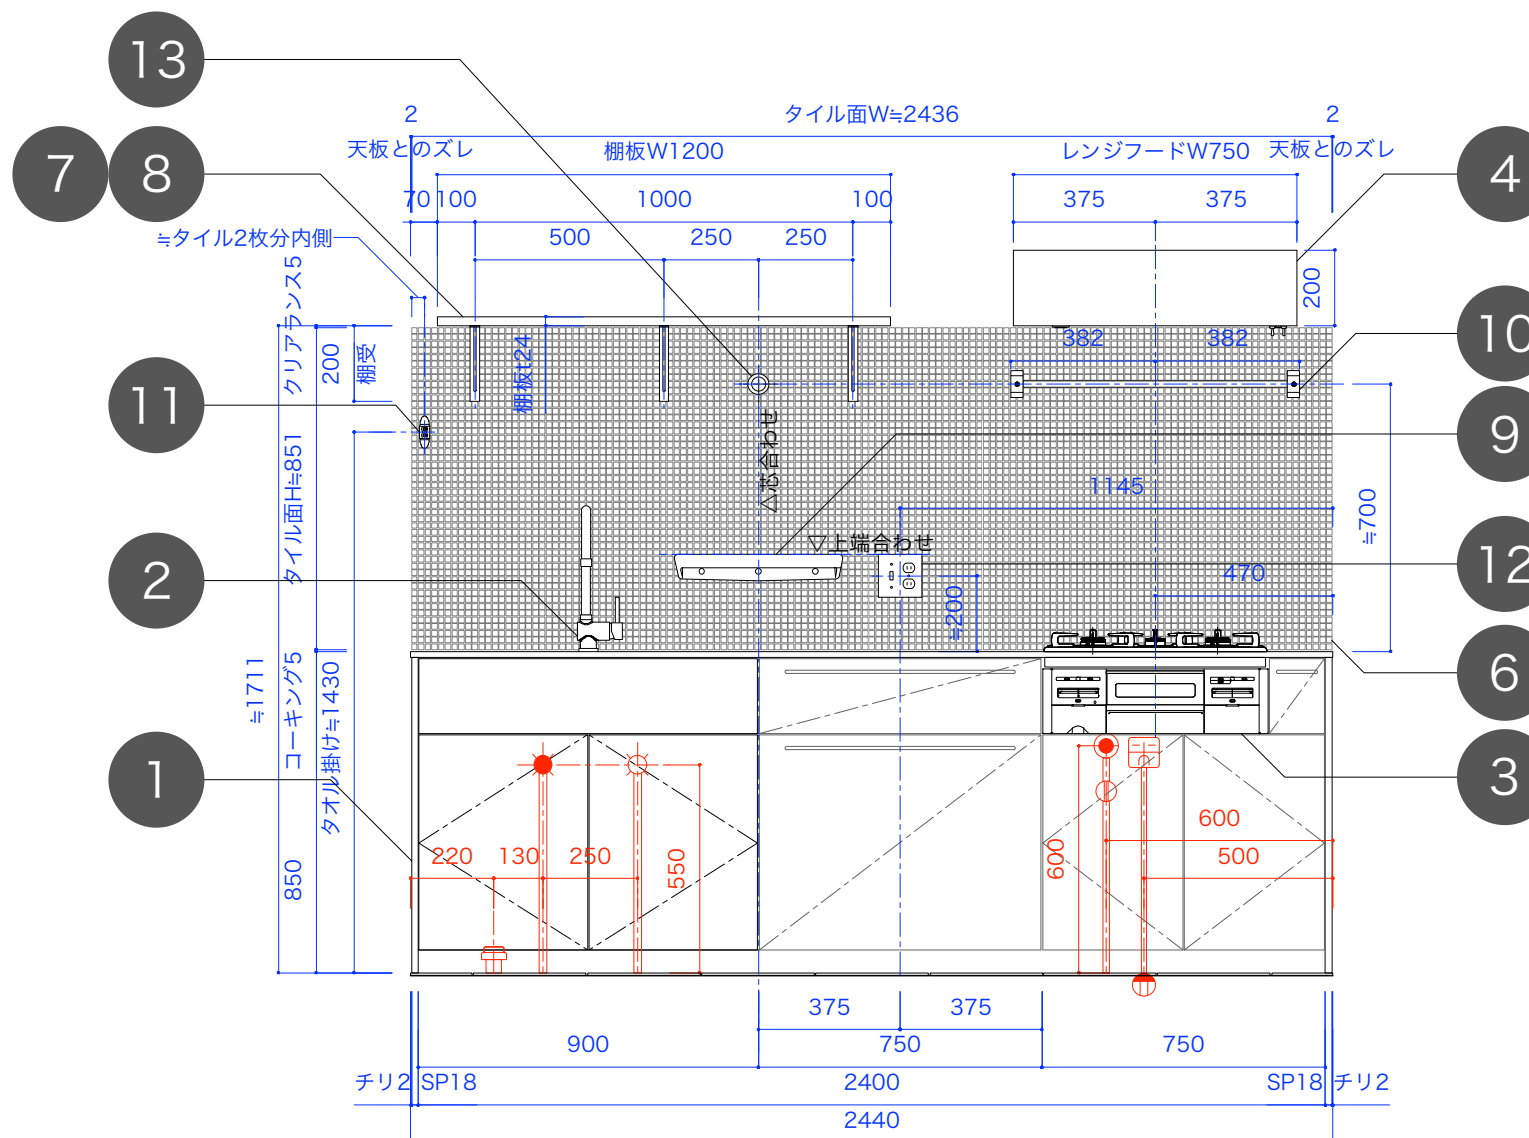 13
2
タイル面W≒2436
2
天板とのズレ
棚板W1200
レンジフードW750
天板とのズレ
7
8
4
70
100
1000
100
375
375
≒タイル2枚分内側
500
250
250
クリアランス5
200
200
棚受
棚板t24
382
382
10
11
△芯合わせ
9
タイル面H≒851
1145
≒700
▽上端合わせ
12
2
470
≒200
6
≒1711
コーキング5
タオル掛け≒1430
1
3
600
220
130
250
550
600
500
850
375
375
900
750
750
チリ2
SP18
2400
SP18
チリ2
2440